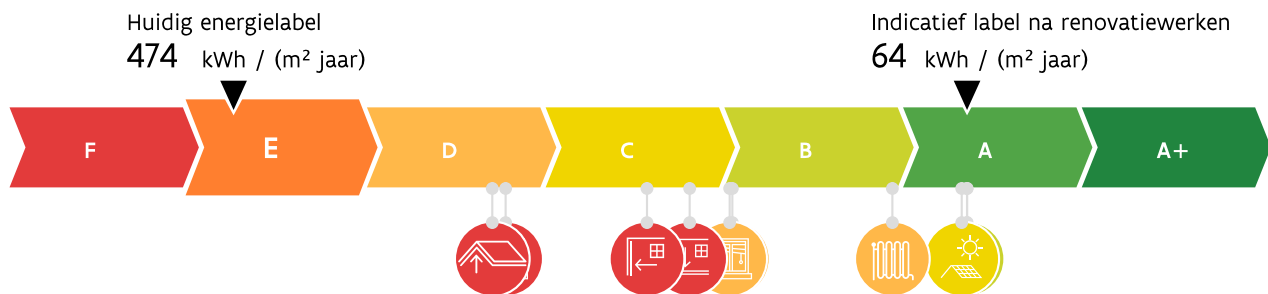 Huidig energielabel
474 kWh / (m² jaar)
Indicatief label na renovatiewerken
64 kWh / (m² jaar)
F E D C B A A+